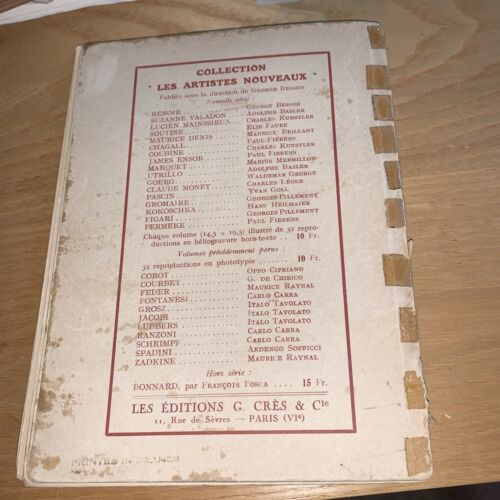 COLLECTION
"LES ARTISTES NOUVEAUX"
Publiée sous la direction de GEORGE BESSON
Nouvelle série :
RENOIR ........ GEORGE BESSON
SUZANNE VALADON ........ ADOLPHE BASLER
LUCIEN MAINSSIEUX ........ CHARLES KUNSTLER
SOUTINE ........ ELIE FAURE
MAURICE DENIS ........ MAURICE BRILLANT
CHAGALL ........ PAUL FIERENS
COUBINE ........ CHARLES KUNSTLER
JAMES ENSOR ........ PAUL FIERENS
MARQUET ........ MARIUS MERMILLON
UTRILLO ........ ADOLPHE BASLER
GOERG ........ WALDEMAR GEORGE
CLAUDE MONET ........ CHARLES LÉGER
PASCIN ........ YVAN GOLL
GROMAIRE ........ GEORGES PILLEMENT
KOKOSCHKA ........ HANS HEILMAIER
FIGARI ........ GEORGES PILLEMENT
PERMEKE ........ PAUL FIERENS
Chaque volume (14,5 × 19,5) illustré de 32 repro-
ductions en héliogravure hors-texte .. 10 Fr.
Volumes précédemment parus :
32 reproductions en phototypie ........ 10 Fr.
COROT ........ OPPO CIPRIANO
COURBET ........ G. DE CHIRICO
FEDER ........ MAURICE RAYNAL
FONTANESI ........ CARLO CARRA
GROSZ ........ ITALO TAVOLATO
JACOBI ........ ITALO TAVOLATO
LUBBERS ........ ITALO TAVOLATO
RANZONI ........ CARLO CARRA
SCHRIMPF ........ CARLO CARRA
SPADINI ........ ARDENGO SOFFICI
ZADKINE ........ MAURICE RAYNAL
Hors série :
BONNARD, par FRANÇOIS FOSCA .... 15 Fr.
LES ÉDITIONS G. CRÈS & Cie
11, Rue de Sèvres — PARIS (VIe)
PRINTED IN FRANCE